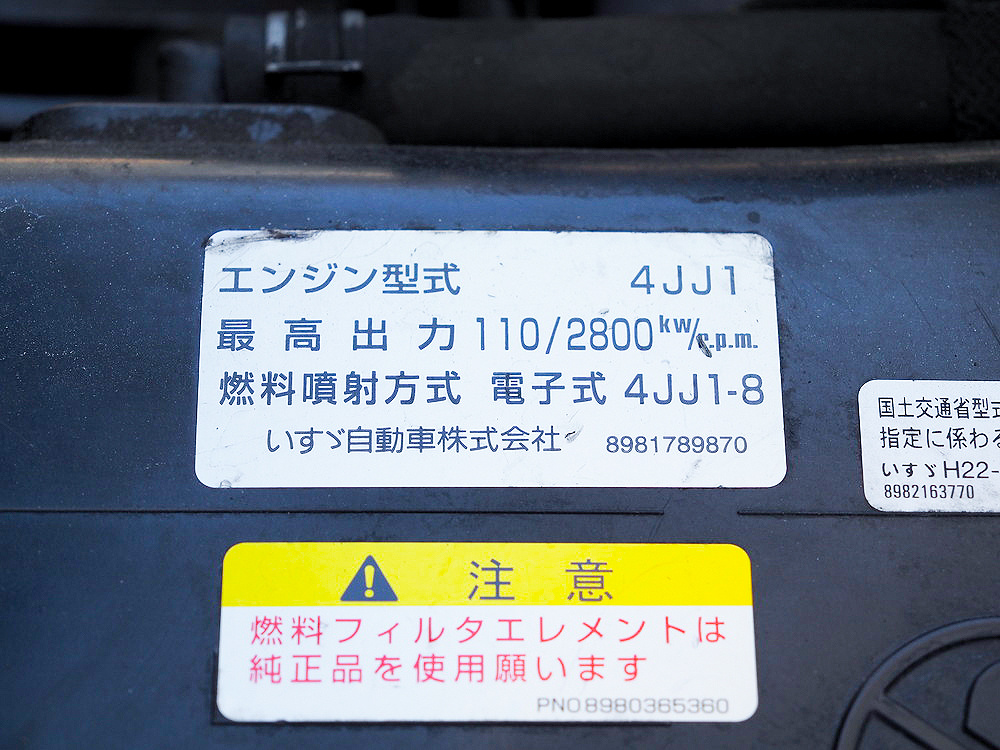 エンジン型式 4JJ1
最高出力 110/2800kw/r.p.m.
燃料噴射方式 電子式 4JJ1-8
いすゞ自動車株式会社 8981789870
国土交通省型式
指定に係わる
いすゞH22-
8982163770
注意
燃料フィルタエレメントは
純正品を使用願います
PNO.8980365360